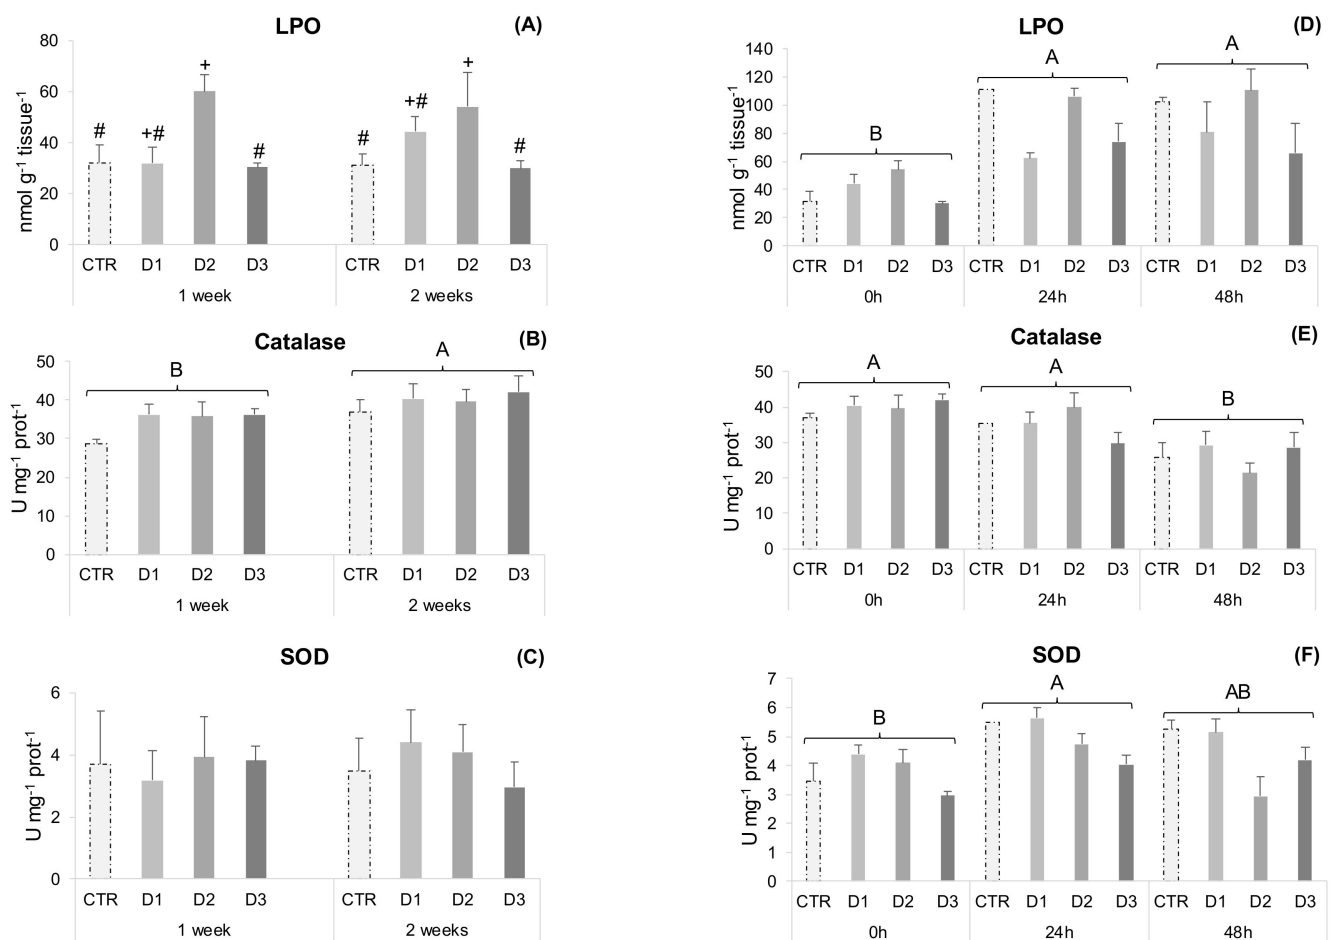 LPO (A)
80
60
40
20
0
nmol g⁻¹ tissue⁻¹
# +# + # # +# + #
CTR D1 D2 D3 CTR D1 D2 D3
1 week 2 weeks
Catalase (B)
50
40
30
20
10
0
U mg⁻¹ prot⁻¹
B A
CTR D1 D2 D3 CTR D1 D2 D3
1 week 2 weeks
SOD (C)
6
4
2
0
U mg⁻¹ prot⁻¹
CTR D1 D2 D3 CTR D1 D2 D3
1 week 2 weeks
LPO (D)
140
120
100
80
60
40
20
0
nmol g⁻¹ tissue⁻¹
B A A
CTR D1 D2 D3 CTR D1 D2 D3 CTR D1 D2 D3
0h 24h 48h
Catalase (E)
50
40
30
20
10
0
U mg⁻¹ prot⁻¹
A A B
CTR D1 D2 D3 CTR D1 D2 D3 CTR D1 D2 D3
0h 24h 48h
SOD (F)
7
6
5
4
3
2
1
0
U mg⁻¹ prot⁻¹
B A AB
CTR D1 D2 D3 CTR D1 D2 D3 CTR D1 D2 D3
0h 24h 48h